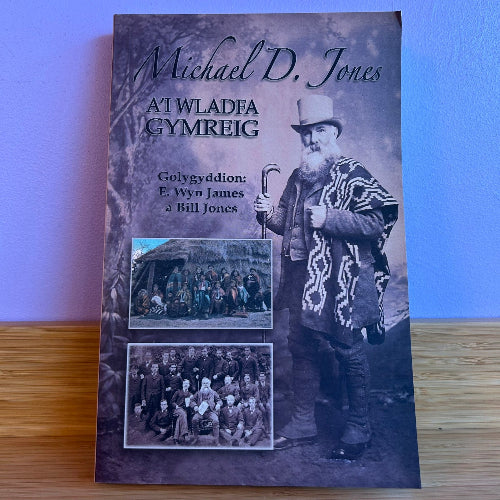 Michael D. Jones
A'I WLADFA
GYMREIG
Golygyddion:
E. Wyn James
a Bill Jones